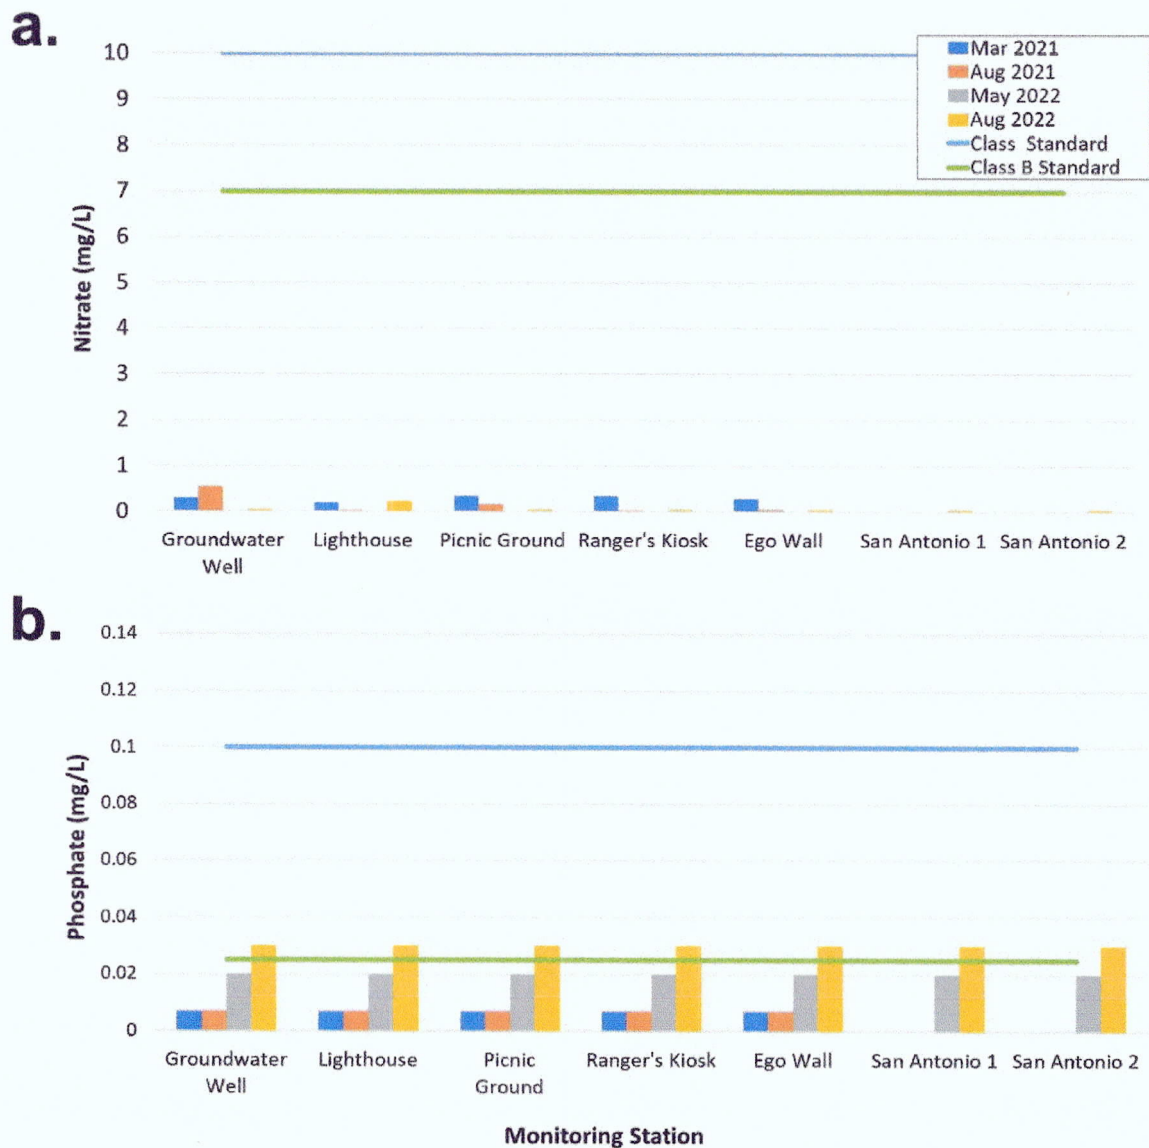 a.
10
9
8
7
6
5
4
3
2
1
0
Nitrate (mg/L)
Mar 2021
Aug 2021
May 2022
Aug 2022
Class  Standard
Class B Standard
Groundwater Well
Lighthouse
Picnic Ground
Ranger's Kiosk
Ego Wall
San Antonio 1
San Antonio 2
b.
0.14
0.12
0.1
0.08
0.06
0.04
0.02
0
Phosphate (mg/L)
Groundwater Well
Lighthouse
Picnic Ground
Ranger's Kiosk
Ego Wall
San Antonio 1
San Antonio 2
Monitoring Station